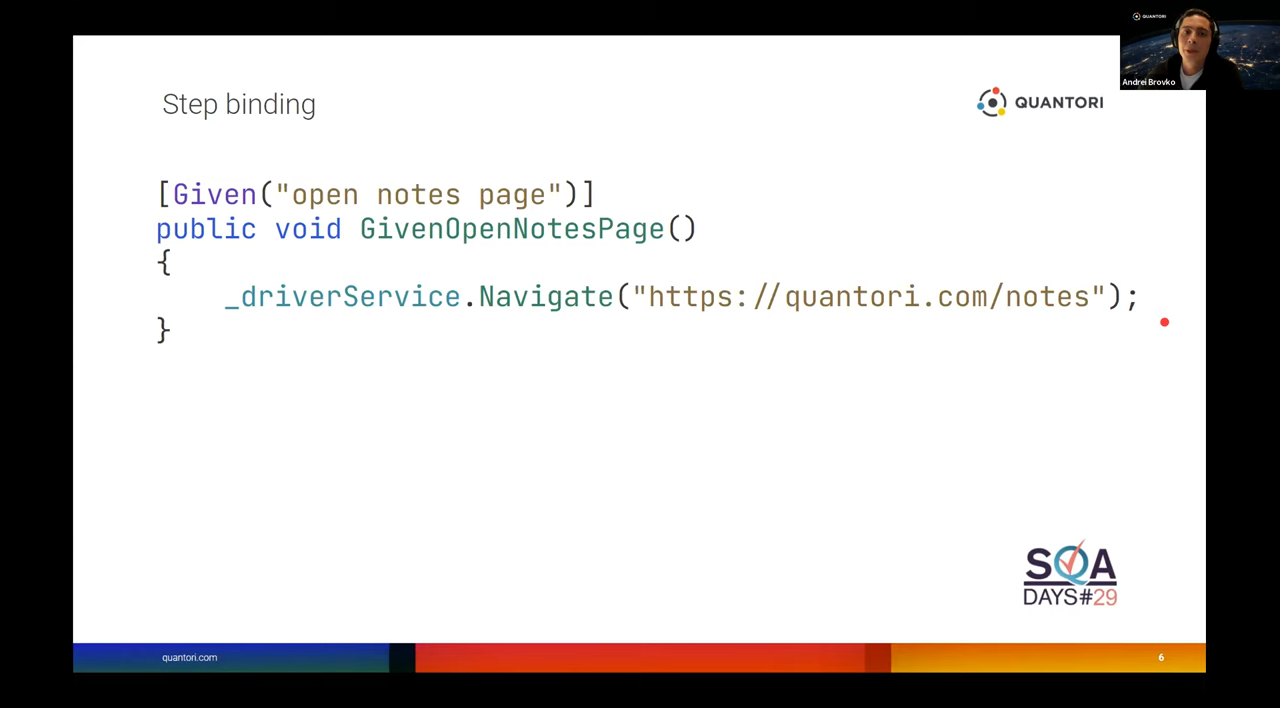 QUANTORI
Andrei Brovko
Step binding
QUANTORI
[Given("open notes page")]
public void GivenOpenNotesPage()
{
_driverService.Navigate("https://quantori.com/notes");
}
SQA
DAYS#29
quantori.com
6